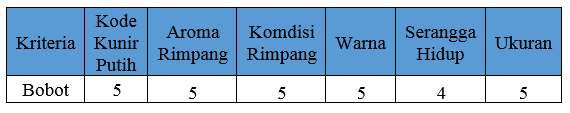 Kriteria Kode Kunir Putih Aroma Rimpang Komdisi Rimpang Warna Serangga Hidup Ukuran
Bobot 5 5 5 5 4 5